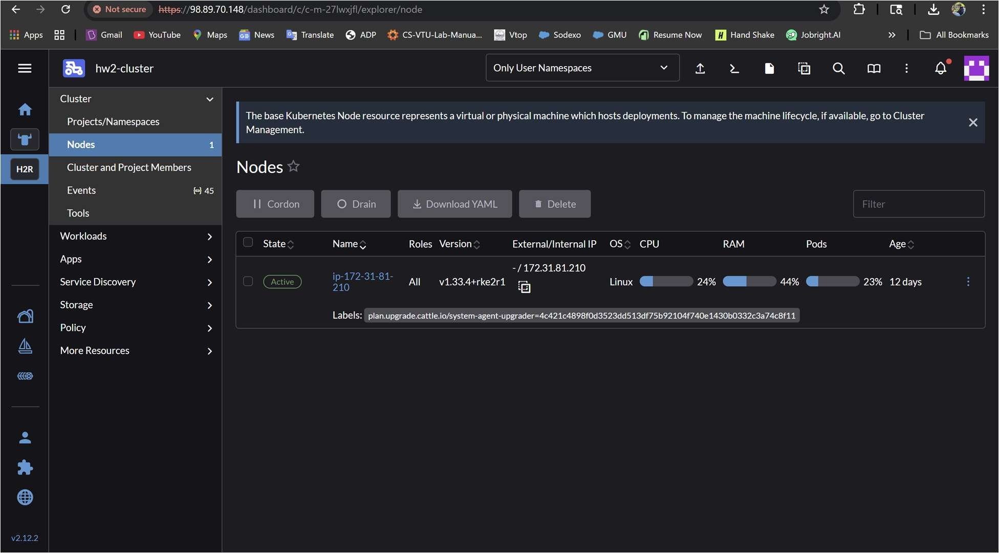 Not secure https://98.89.70.148/dashboard/c/c-m-27lwxjfl/explorer/node
Apps Gmail YouTube Maps News Translate ADP CS-VTU-Lab-Manua... Vtop Sodexo GMU Resume Now Hand Shake Jobright.AI » All Bookmarks
hw2-cluster
Only User Namespaces
H2R
v2.12.2
Cluster
Projects/Namespaces
Nodes 1
Cluster and Project Members
Events 45
Tools
Workloads
Apps
Service Discovery
Storage
Policy
More Resources
The base Kubernetes Node resource represents a virtual or physical machine which hosts deployments. To manage the machine lifecycle, if available, go to Cluster
Management.
Nodes
Cordon Drain Download YAML Delete Filter
State Name Roles Version External/Internal IP OS CPU RAM Pods Age
Active ip-172-31-81-
210 All v1.33.4+rke2r1 - / 172.31.81.210 Linux 24% 44% 23% 12 days
Labels: plan.upgrade.cattle.io/system-agent-upgrader=4c421c4898f0d3523dd513df75b92104f740e1430b0332c3a74c8f11